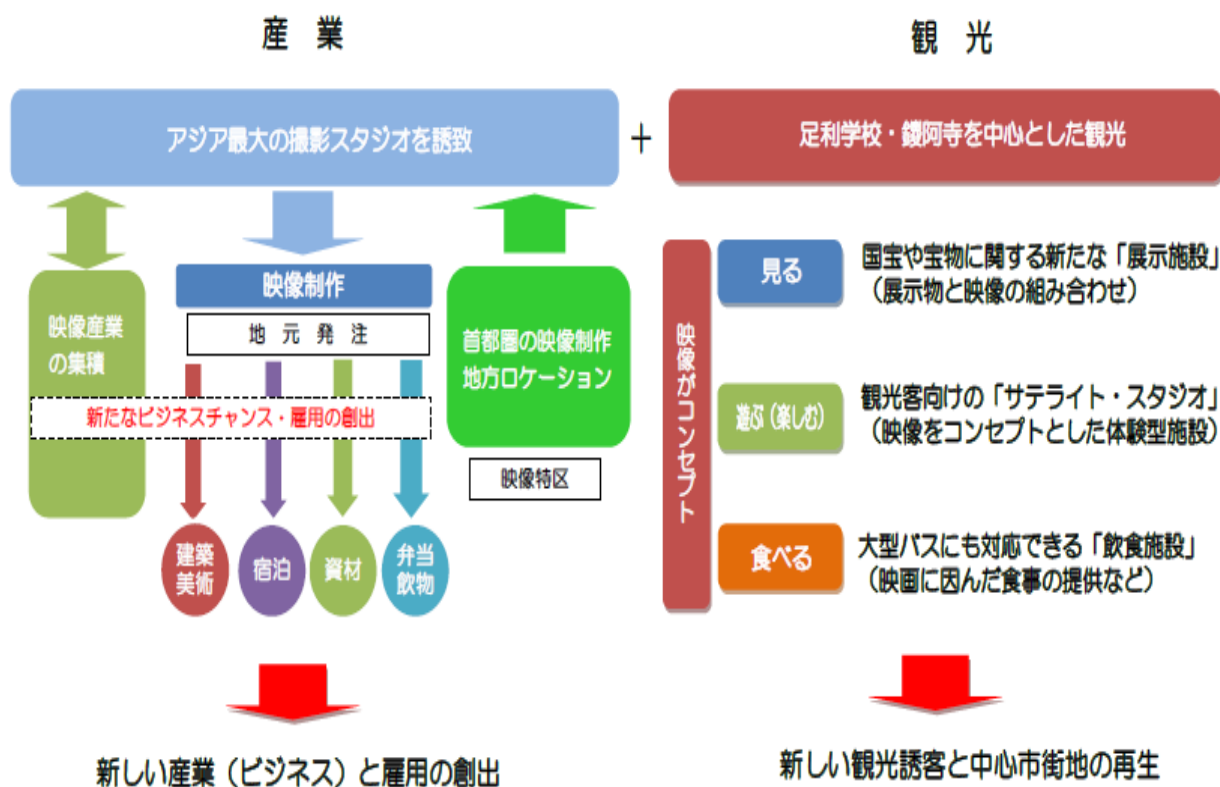 産 業
観 光
アジア最大の撮影スタジオを誘致
+
足利学校・鑁阿寺を中心とした観光
映像産業
の集積
映像制作
地 元 発 注
首都圏の映像制作
地方ロケーション
新たなビジネスチャンス・雇用の創出
映像特区
建築
美術
宿泊
資材
弁当
飲物
映像がコンセプト
見る
国宝や宝物に関する新たな「展示施設」
（展示物と映像の組み合わせ）
遊ぶ（楽しむ）
観光客向けの「サテライト・スタジオ」
（映像をコンセプトとした体験型施設）
食べる
大型バスにも対応できる「飲食施設」
（映画に因んだ食事の提供など）
新しい産業（ビジネス）と雇用の創出
新しい観光誘客と中心市街地の再生